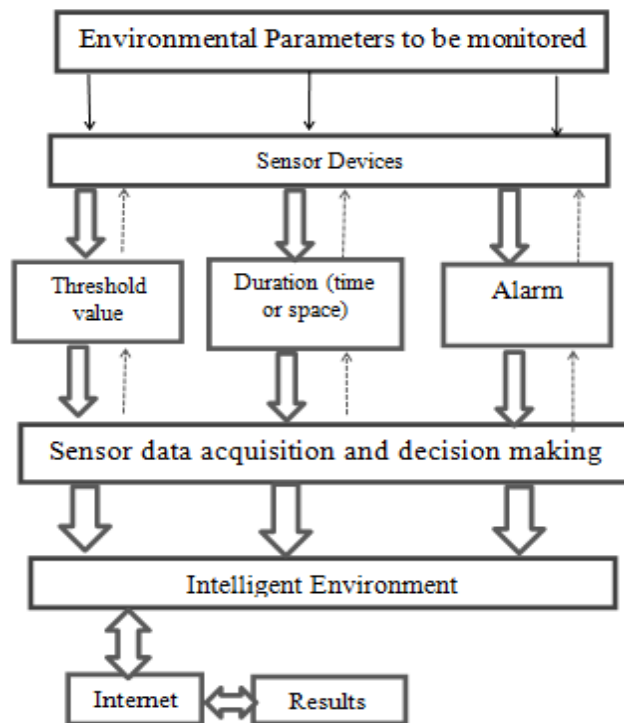 Environmental Parameters to be monitored
Sensor Devices
Threshold
value
Duration (time
or space)
Alarm
Sensor data acquisition and decision making
Intelligent Environment
Internet
Results